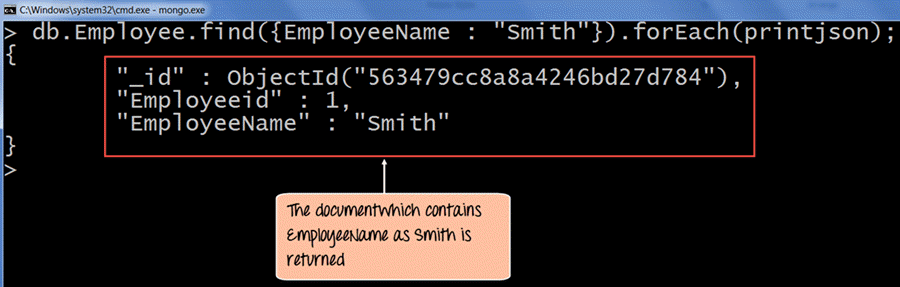 C:\Windows\system32\cmd.exe - mongo.exe
> db.Employee.find({EmployeeName : "Smith"}).forEach(printjson);
{
"_id" : ObjectId("563479cc8a8a4246bd27d784"),
"Employeeid" : 1,
"EmployeeName" : "Smith"
}
>
The documentwhich contains
EmployeeName as Smith is
returned